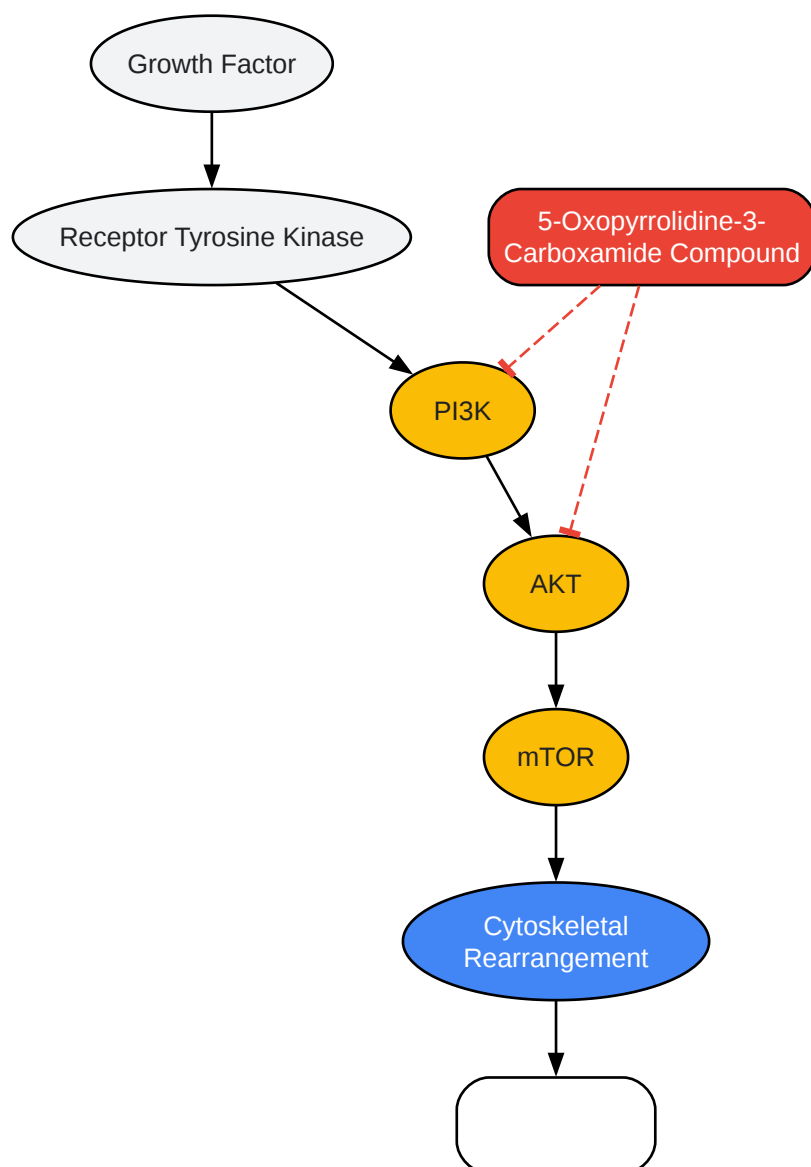 Growth Factor
Receptor Tyrosine Kinase
5-Oxopyrrolidine-3-
Carboxamide Compound
PI3K
AKT
mTOR
Cytoskeletal
Rearrangement